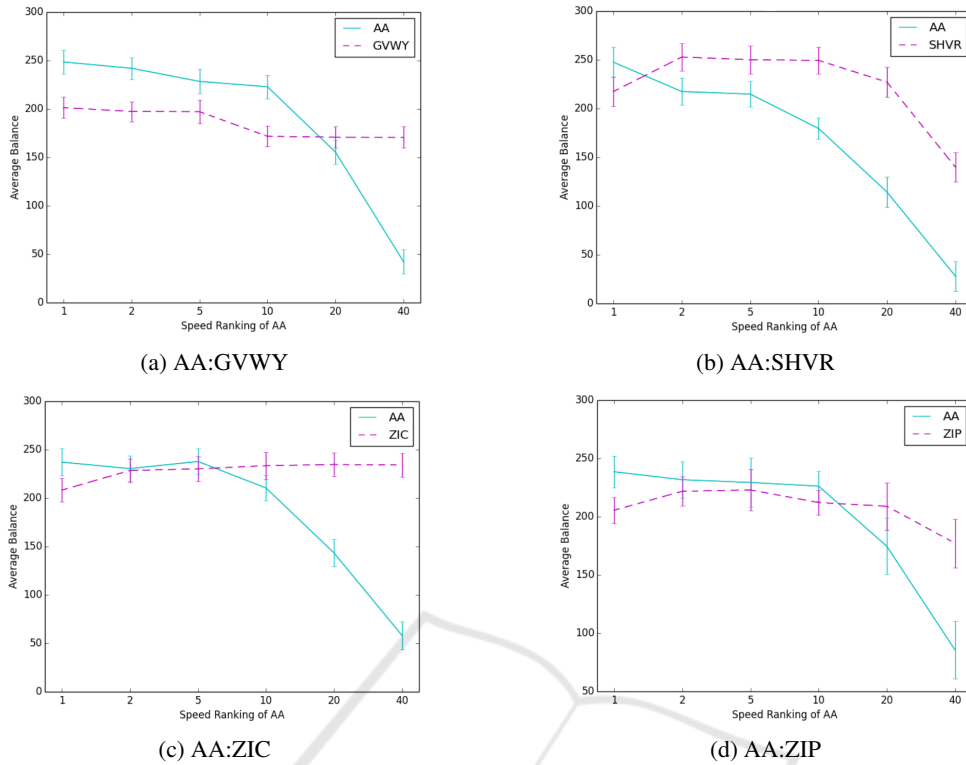 300
250
200
150
100
50
0
Average Balance
AA
GVWY
1 2 5 10 20 40
Speed Ranking of AA
(a) AA:GVWY
300
250
200
150
100
50
0
Average Balance
AA
SHVR
1 2 5 10 20 40
Speed Ranking of AA
(b) AA:SHVR
300
250
200
150
100
50
0
Average Balance
AA
ZIC
1 2 5 10 20 40
Speed Ranking of AA
(c) AA:ZIC
300
250
200
150
100
50
Average Balance
AA
ZIP
1 2 5 10 20 40
Speed Ranking of AA
(d) AA:ZIP